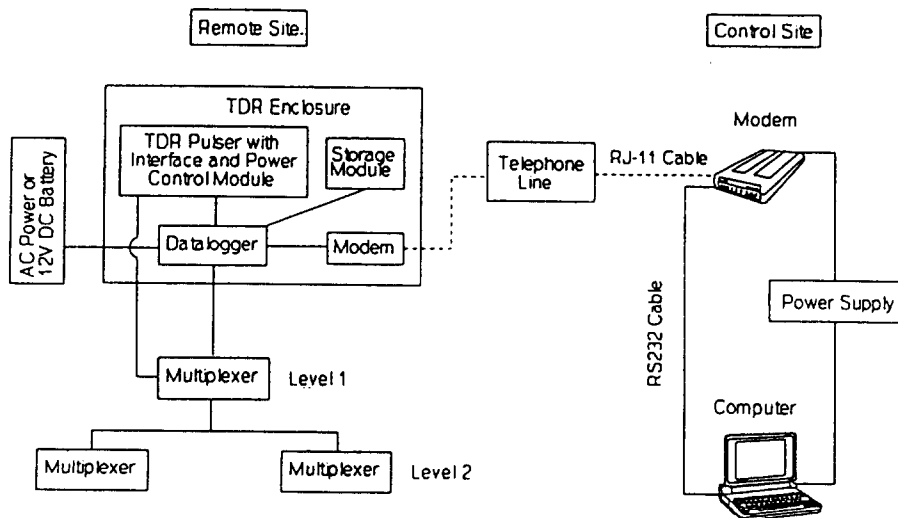 Remote Site..
Control Site
TDR Enclosure
TDR Pulser with
Interface and Power
Control Module
Storage
Module
AC Power or
12V DC Battery
Datalogger
Modem
Telephone
Line
RJ-11 Cable
Modem
RS232 Cable
Power Supply
Multiplexer
Level 1
Multiplexer
Multiplexer
Level 2
Computer